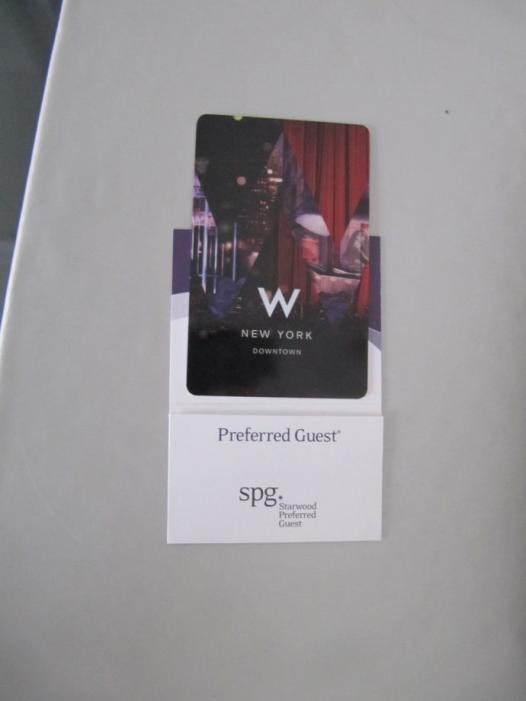 W
NEW YORK
DOWNTOWN
Preferred Guest®
spg.
Starwood
Preferred
Guest